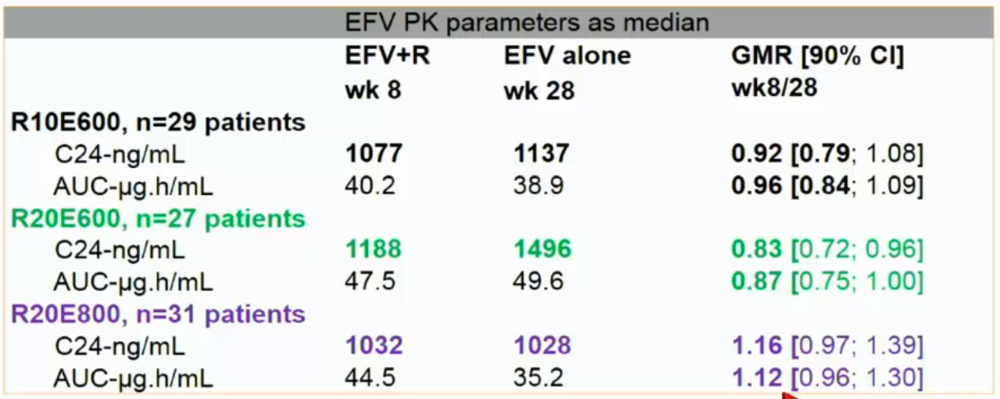 EFV PK parameters as median
EFV+R EFV alone GMR [90% CI]
wk 8 wk 28 wk8/28
R10E600, n=29 patients
C24-ng/mL 1077 1137 0.92 [0.79; 1.08]
AUC-µg.h/mL 40.2 38.9 0.96 [0.84; 1.09]
R20E600, n=27 patients
C24-ng/mL 1188 1496 0.83 [0.72; 0.96]
AUC-µg.h/mL 47.5 49.6 0.87 [0.75; 1.00]
R20E800, n=31 patients
C24-ng/mL 1032 1028 1.16 [0.97; 1.39]
AUC-µg.h/mL 44.5 35.2 1.12 [0.96; 1.30]